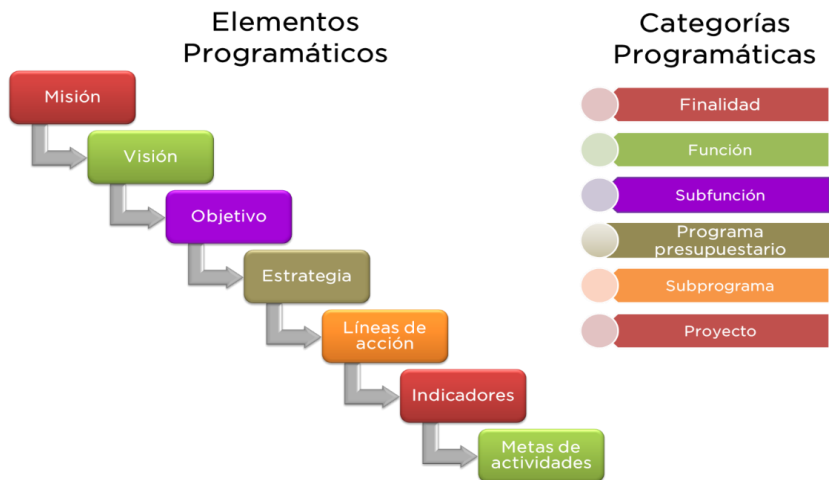 Elementos
Programáticos
Misión
Visión
Objetivo
Estrategia
Líneas de
acción
Indicadores
Metas de
actividades
Categorías
Programáticas
Finalidad
Función
Subfunción
Programa
presupuestario
Subprograma
Proyecto